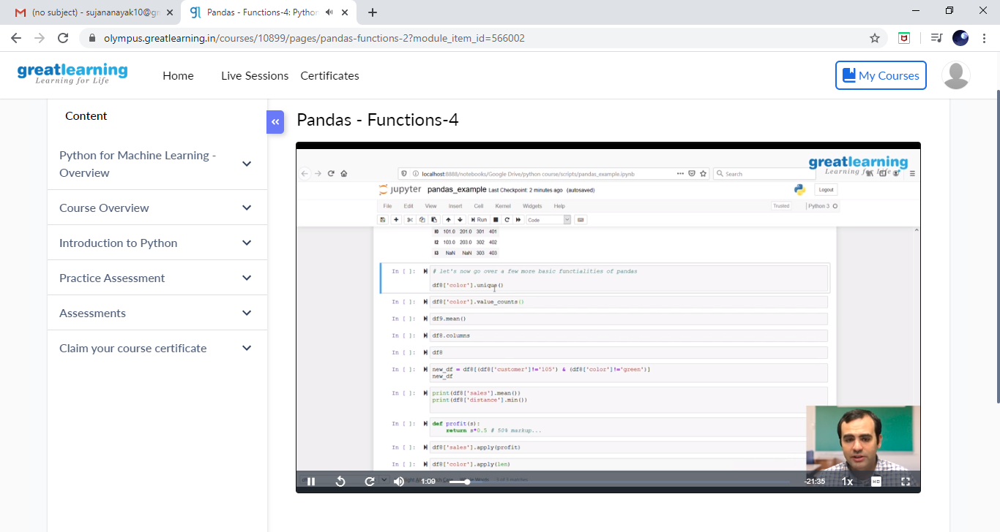 (no subject) - sujananayak10@gm
Pandas - Functions-4: Python
olympus.greatlearning.in/courses/10899/pages/pandas-functions-2?module_item_id=566002
greatlearning
Learning for Life
Home
Live Sessions
Certificates
My Courses
Content
Python for Machine Learning -
Overview
Course Overview
Introduction to Python
Practice Assessment
Assessments
Claim your course certificate
Pandas - Functions-4
greatlearning
Learning for Life
localhost:8888/notebooks/Google Drive/python course/scripts/pandas_example.ipynb
Search
jupyter pandas_example Last Checkpoint: 2 minutes ago (autosaved)
Logout
File Edit View Insert Cell Kernel Widgets Help
Trusted
Python 3
Run
Code
I0 101.0 201.0 301 401
I2 103.0 203.0 302 402
I3 NaN NaN 303 403
In [ ]: # let's now go over a few more basic functialities of pandas
df8['color'].unique()
In [ ]: df8['color'].value_counts()
In [ ]: df9.mean()
In [ ]: df8.columns
In [ ]: df8
In [ ]: new_df = df8[(df8['customer']!='105') & (df8['color']!='green')]
new_df
In [ ]: print(df8['sales'].mean())
print(df8['distance'].min())
In [ ]: def profit(s):
return s*0.5 # 50% markup...
In [ ]: df8['sales'].apply(profit)
In [ ]: df8['color'].apply(len)
1:09
-21:35
1x
HD